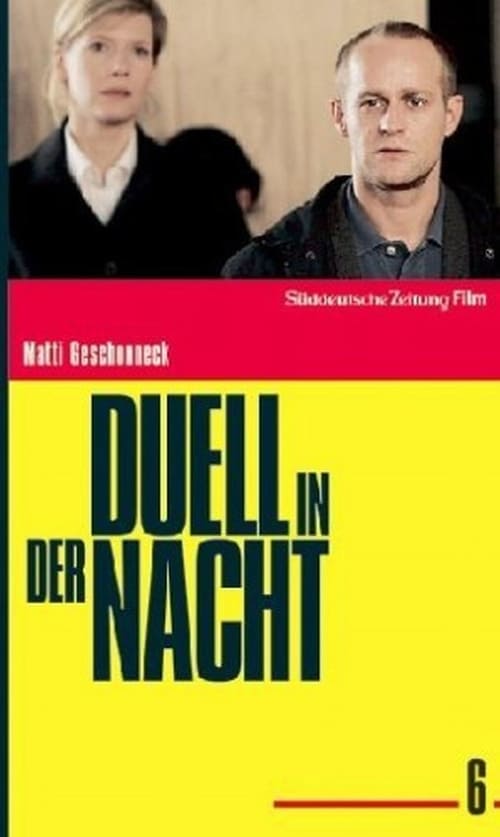 Süddeutsche Zeitung Film
Matti Geschonneck
DUELL IN
DER NACHT
6